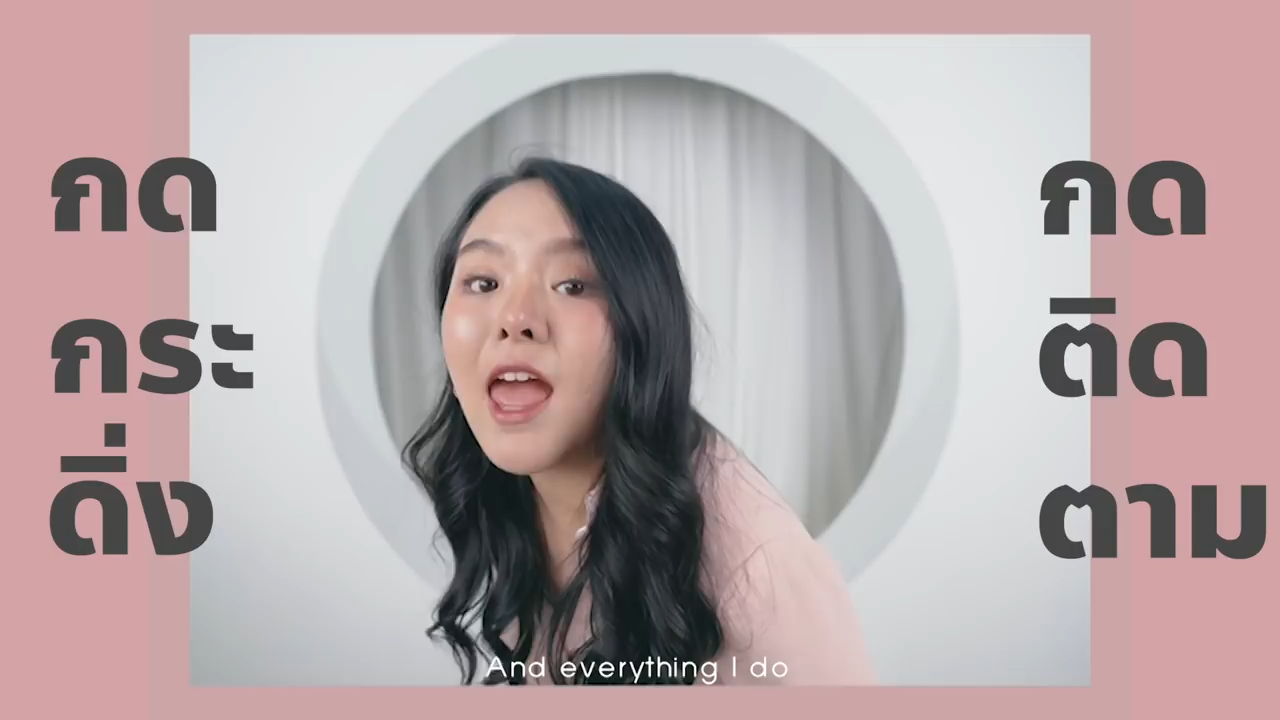 กด
กระ
ดิ่ง
กด
ติด
ตาม
And everything I do